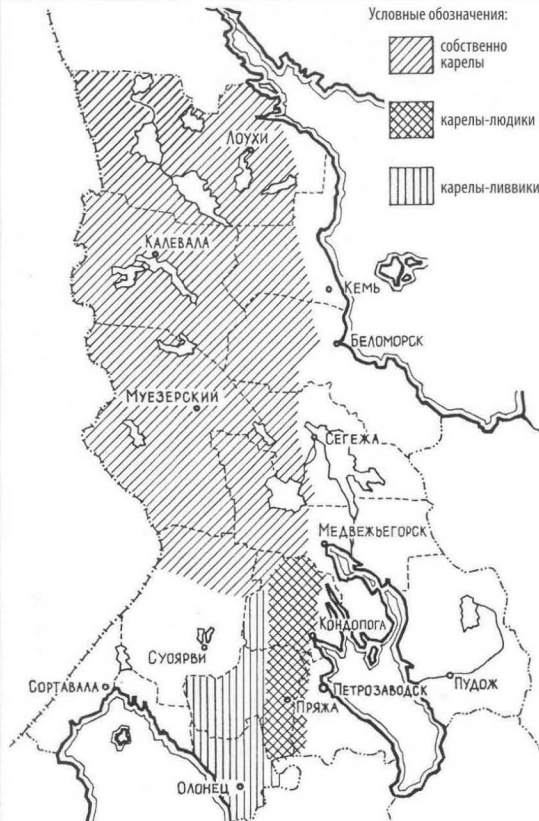 Условные обозначения:
собственно
карелы
карелы-людики
карелы-ливвики
Лоухи
Калевала
Кемь
Беломорск
Муезерский
Сегежа
Медвежьегорск
Кондопога
Суоярви
Сортавала
Петрозаводск
Пудож
Пряжа
Олонец